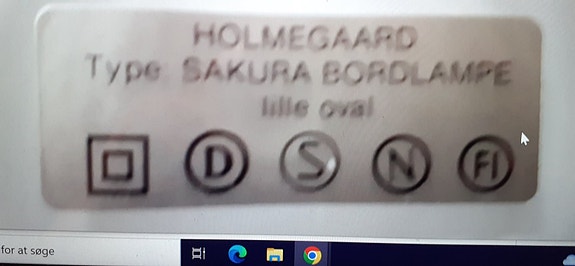 HOLMEGAARD
Type: SAKURA BORDLAMPE
lille oval
D S N FI
for at søge